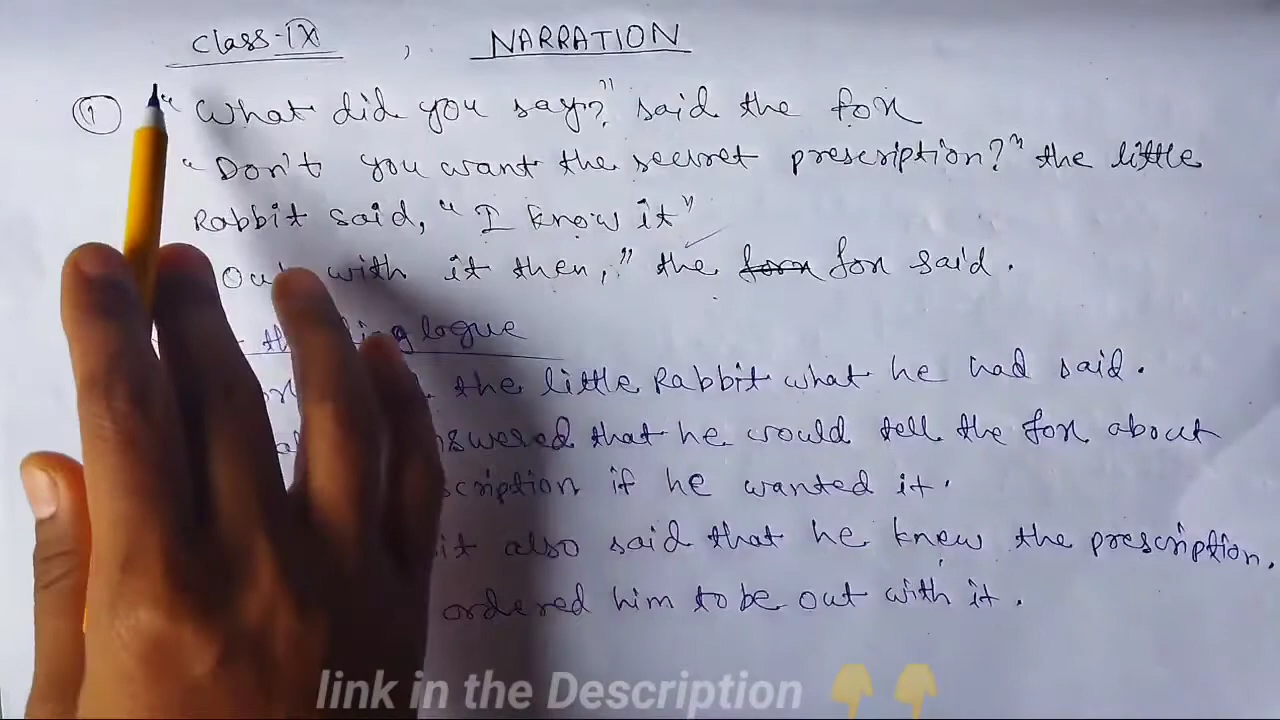 Class-IX, NARRATION
① "What did you say?" said the fox
"Don't you want the secret prescription?" the little
Rabbit said, "I know it"
with it then," the fox said.
logue
the little Rabbit what he had said.
that he would tell the fox about
if he wanted it.
also said that he knew the prescription.
ordered him to be out with it.
link in the Description 👇👇